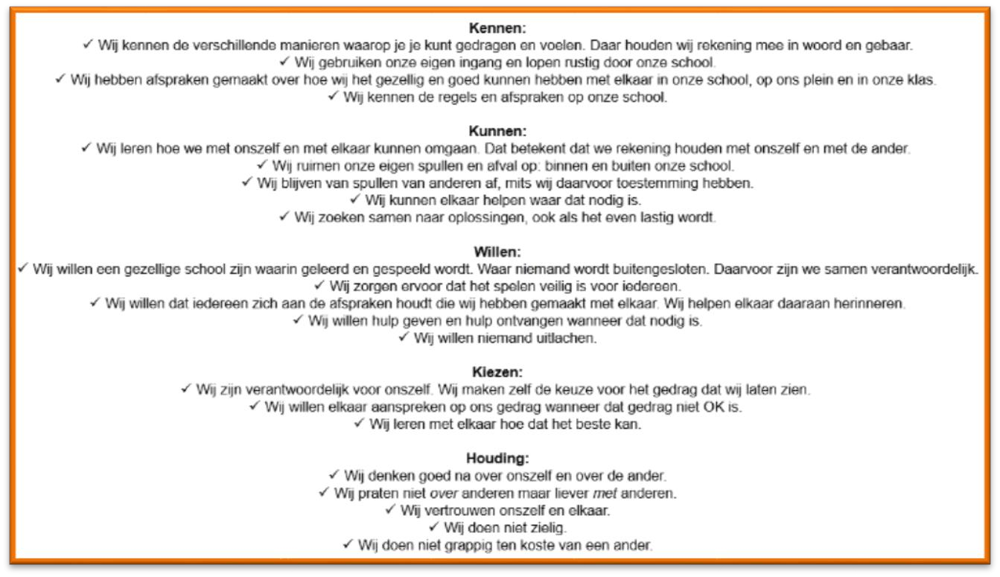 Kennen:
✓ Wij kennen de verschillende manieren waarop je je kunt gedragen en voelen. Daar houden wij rekening mee in woord en gebaar.
✓ Wij gebruiken onze eigen ingang en lopen rustig door onze school.
✓ Wij hebben afspraken gemaakt over hoe wij het gezellig en goed kunnen hebben met elkaar in onze school, op ons plein en in onze klas.
✓ Wij kennen de regels en afspraken op onze school.
Kunnen:
✓ Wij leren hoe we met onszelf en met elkaar kunnen omgaan. Dat betekent dat we rekening houden met onszelf en met de ander.
✓ Wij ruimen onze eigen spullen en afval op: binnen en buiten onze school.
✓ Wij blijven van spullen van anderen af, mits wij daarvoor toestemming hebben.
✓ Wij kunnen elkaar helpen waar dat nodig is.
✓ Wij zoeken samen naar oplossingen, ook als het even lastig wordt.
Willen:
✓ Wij willen een gezellige school zijn waarin geleerd en gespeeld wordt. Waar niemand wordt buitengesloten. Daarvoor zijn we samen verantwoordelijk.
✓ Wij zorgen ervoor dat het spelen veilig is voor iedereen.
✓ Wij willen dat iedereen zich aan de afspraken houdt die wij hebben gemaakt met elkaar. Wij helpen elkaar daaraan herinneren.
✓ Wij willen hulp geven en hulp ontvangen wanneer dat nodig is.
✓ Wij willen niemand uitlachen.
Kiezen:
✓ Wij zijn verantwoordelijk voor onszelf. Wij maken zelf de keuze voor het gedrag dat wij laten zien.
✓ Wij willen elkaar aanspreken op ons gedrag wanneer dat gedrag niet OK is.
✓ Wij leren met elkaar hoe dat het beste kan.
Houding:
✓ Wij denken goed na over onszelf en over de ander.
✓ Wij praten niet over anderen maar liever met anderen.
✓ Wij vertrouwen onszelf en elkaar.
✓ Wij doen niet zielig.
✓ Wij doen niet grappig ten koste van een ander.